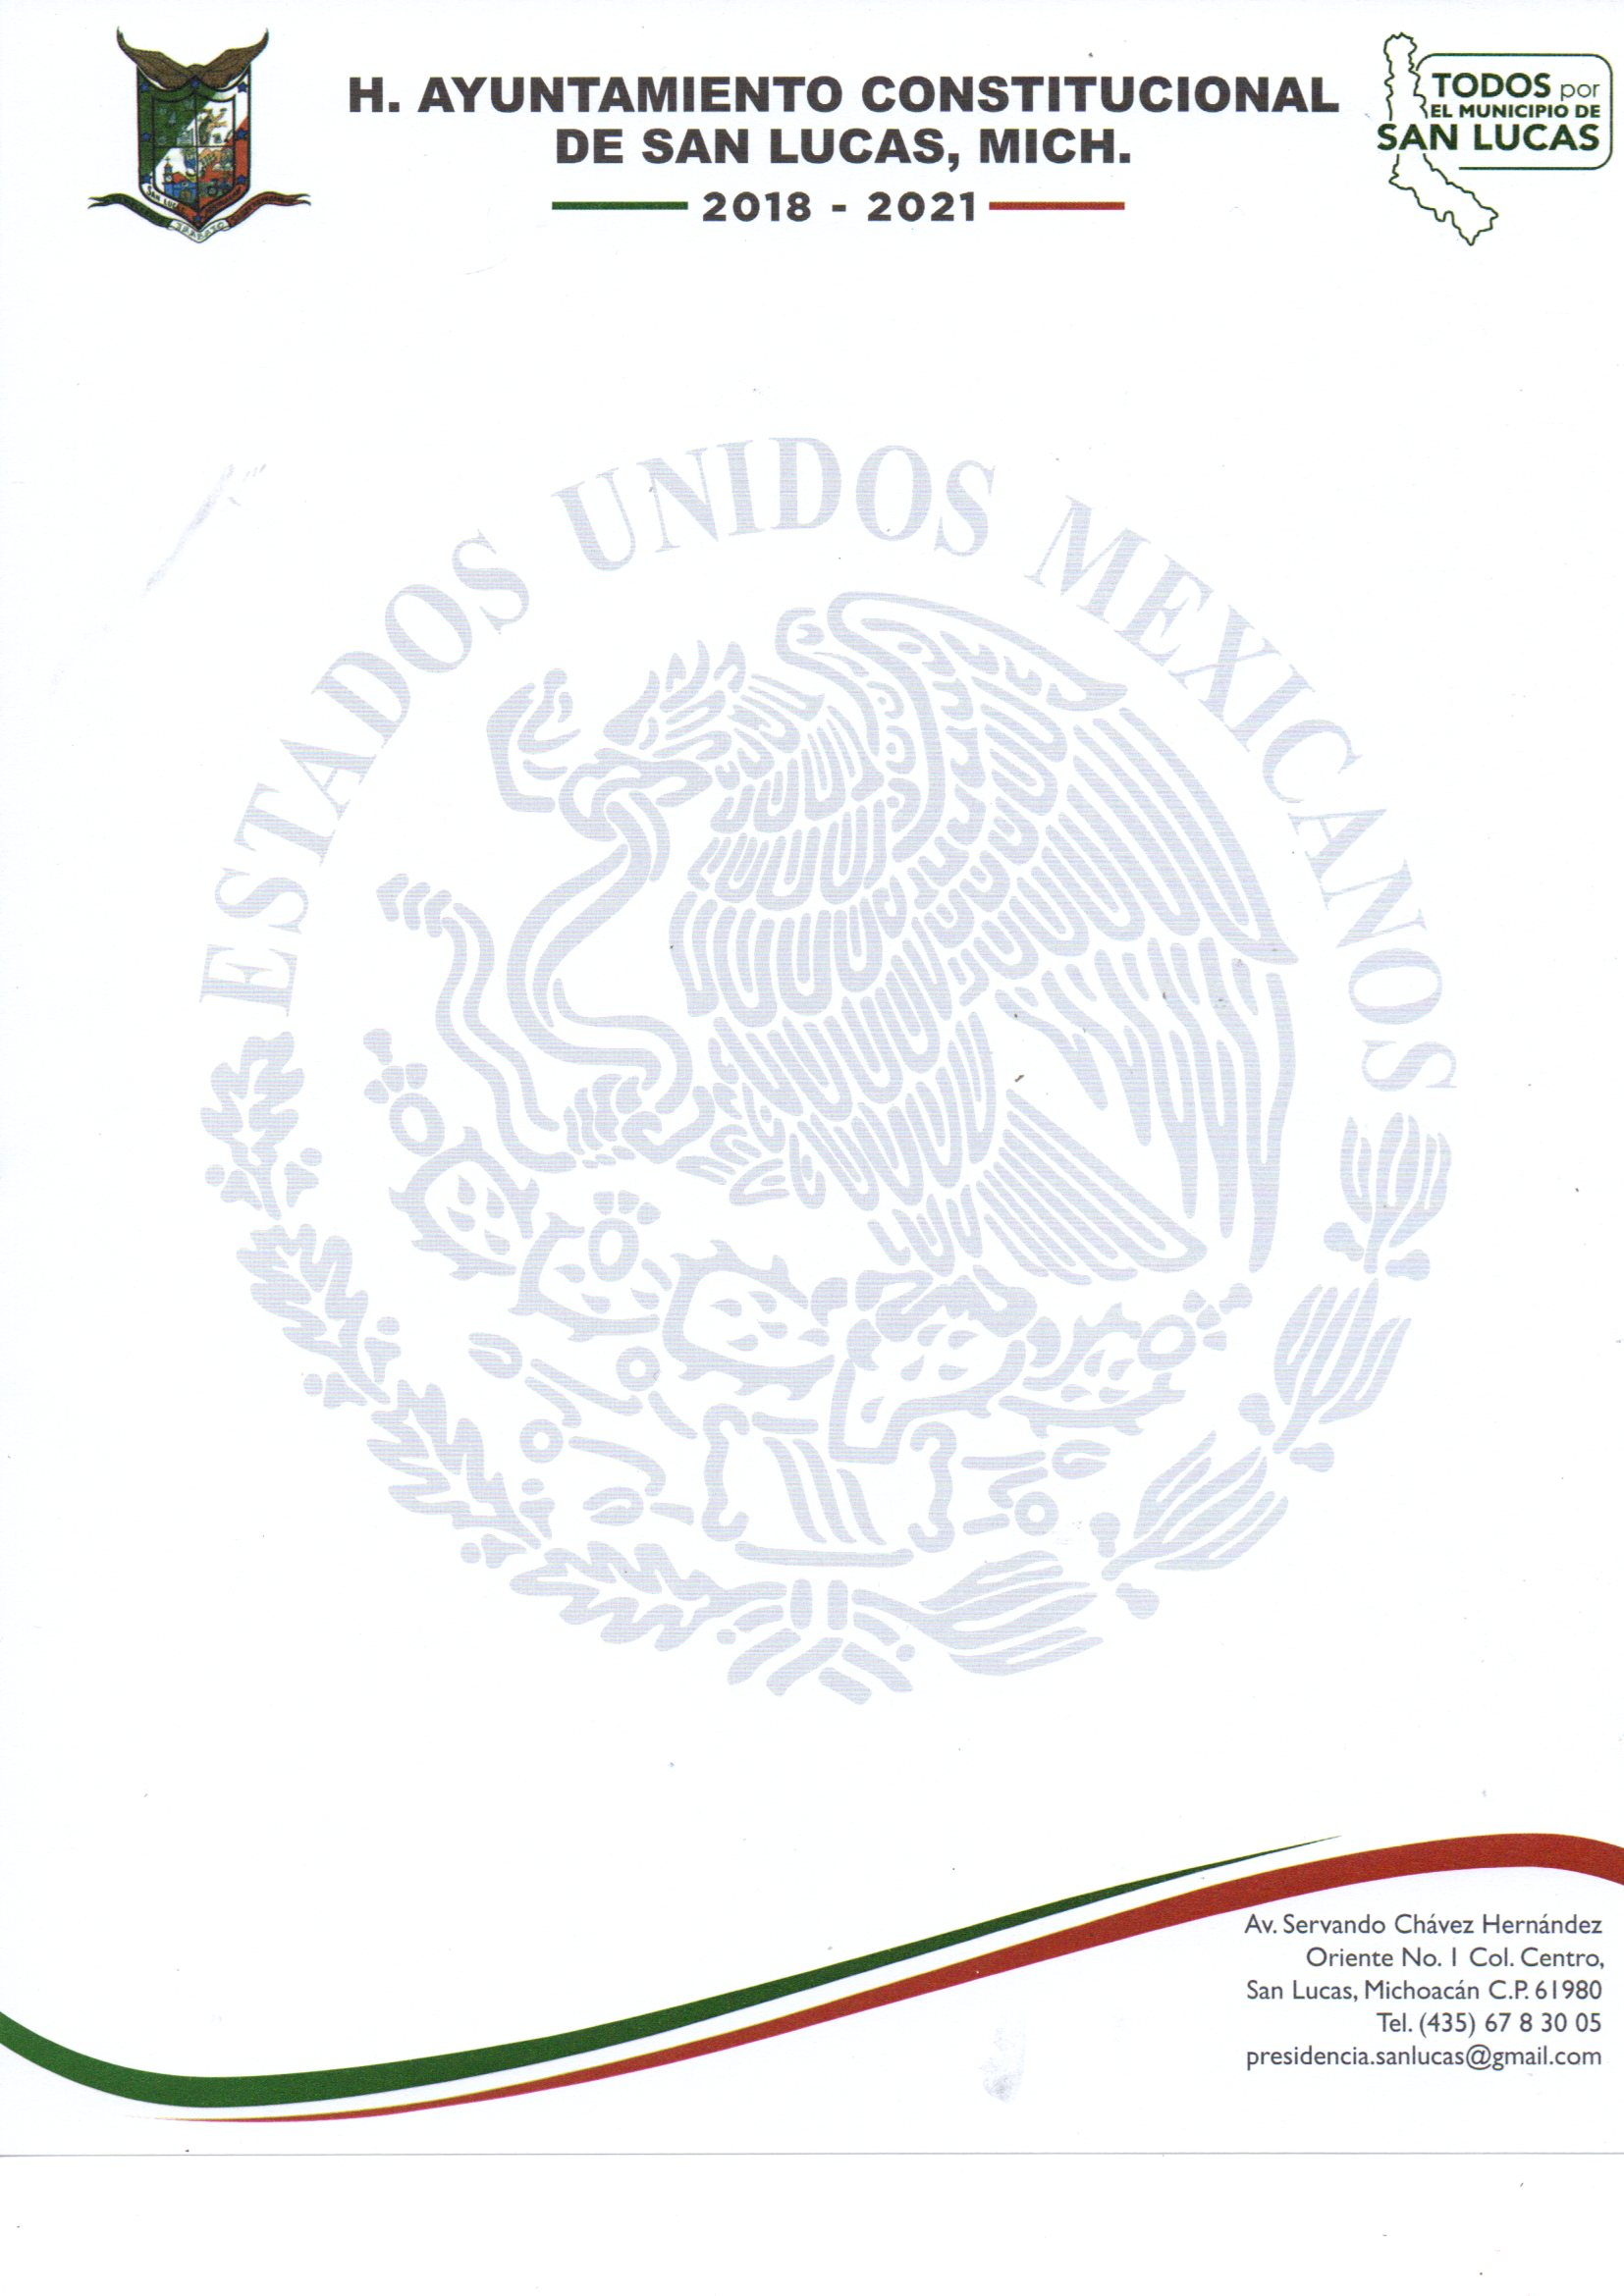 H. AYUNTAMIENTO CONSTITUCIONAL
DE SAN LUCAS, MICH.
2018 - 2021
TODOS por
EL MUNICIPIO DE
SAN LUCAS
SAN LUCAS
ESTADOS UNIDOS MEXICANOS
Av. Servando Chávez Hernández
Oriente No. 1 Col. Centro,
San Lucas, Michoacán C.P. 61980
Tel. (435) 67 8 30 05
presidencia.sanlucas@gmail.com